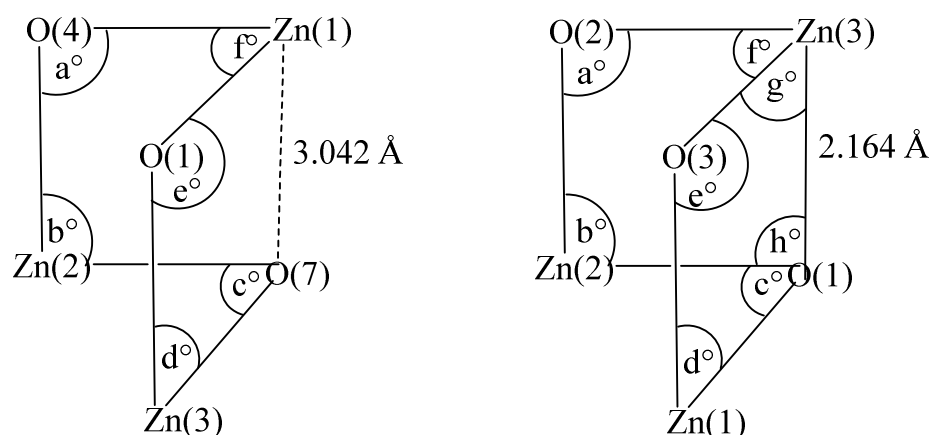 O(4) Zn(1)
f°
a°
O(1)
3.042 Å
e°
b°
Zn(2)
c° O(7)
d°
Zn(3)
O(2) Zn(3)
f°
a° g°
O(3)
2.164 Å
e°
b° h°
Zn(2)
c° O(1)
d°
Zn(1)